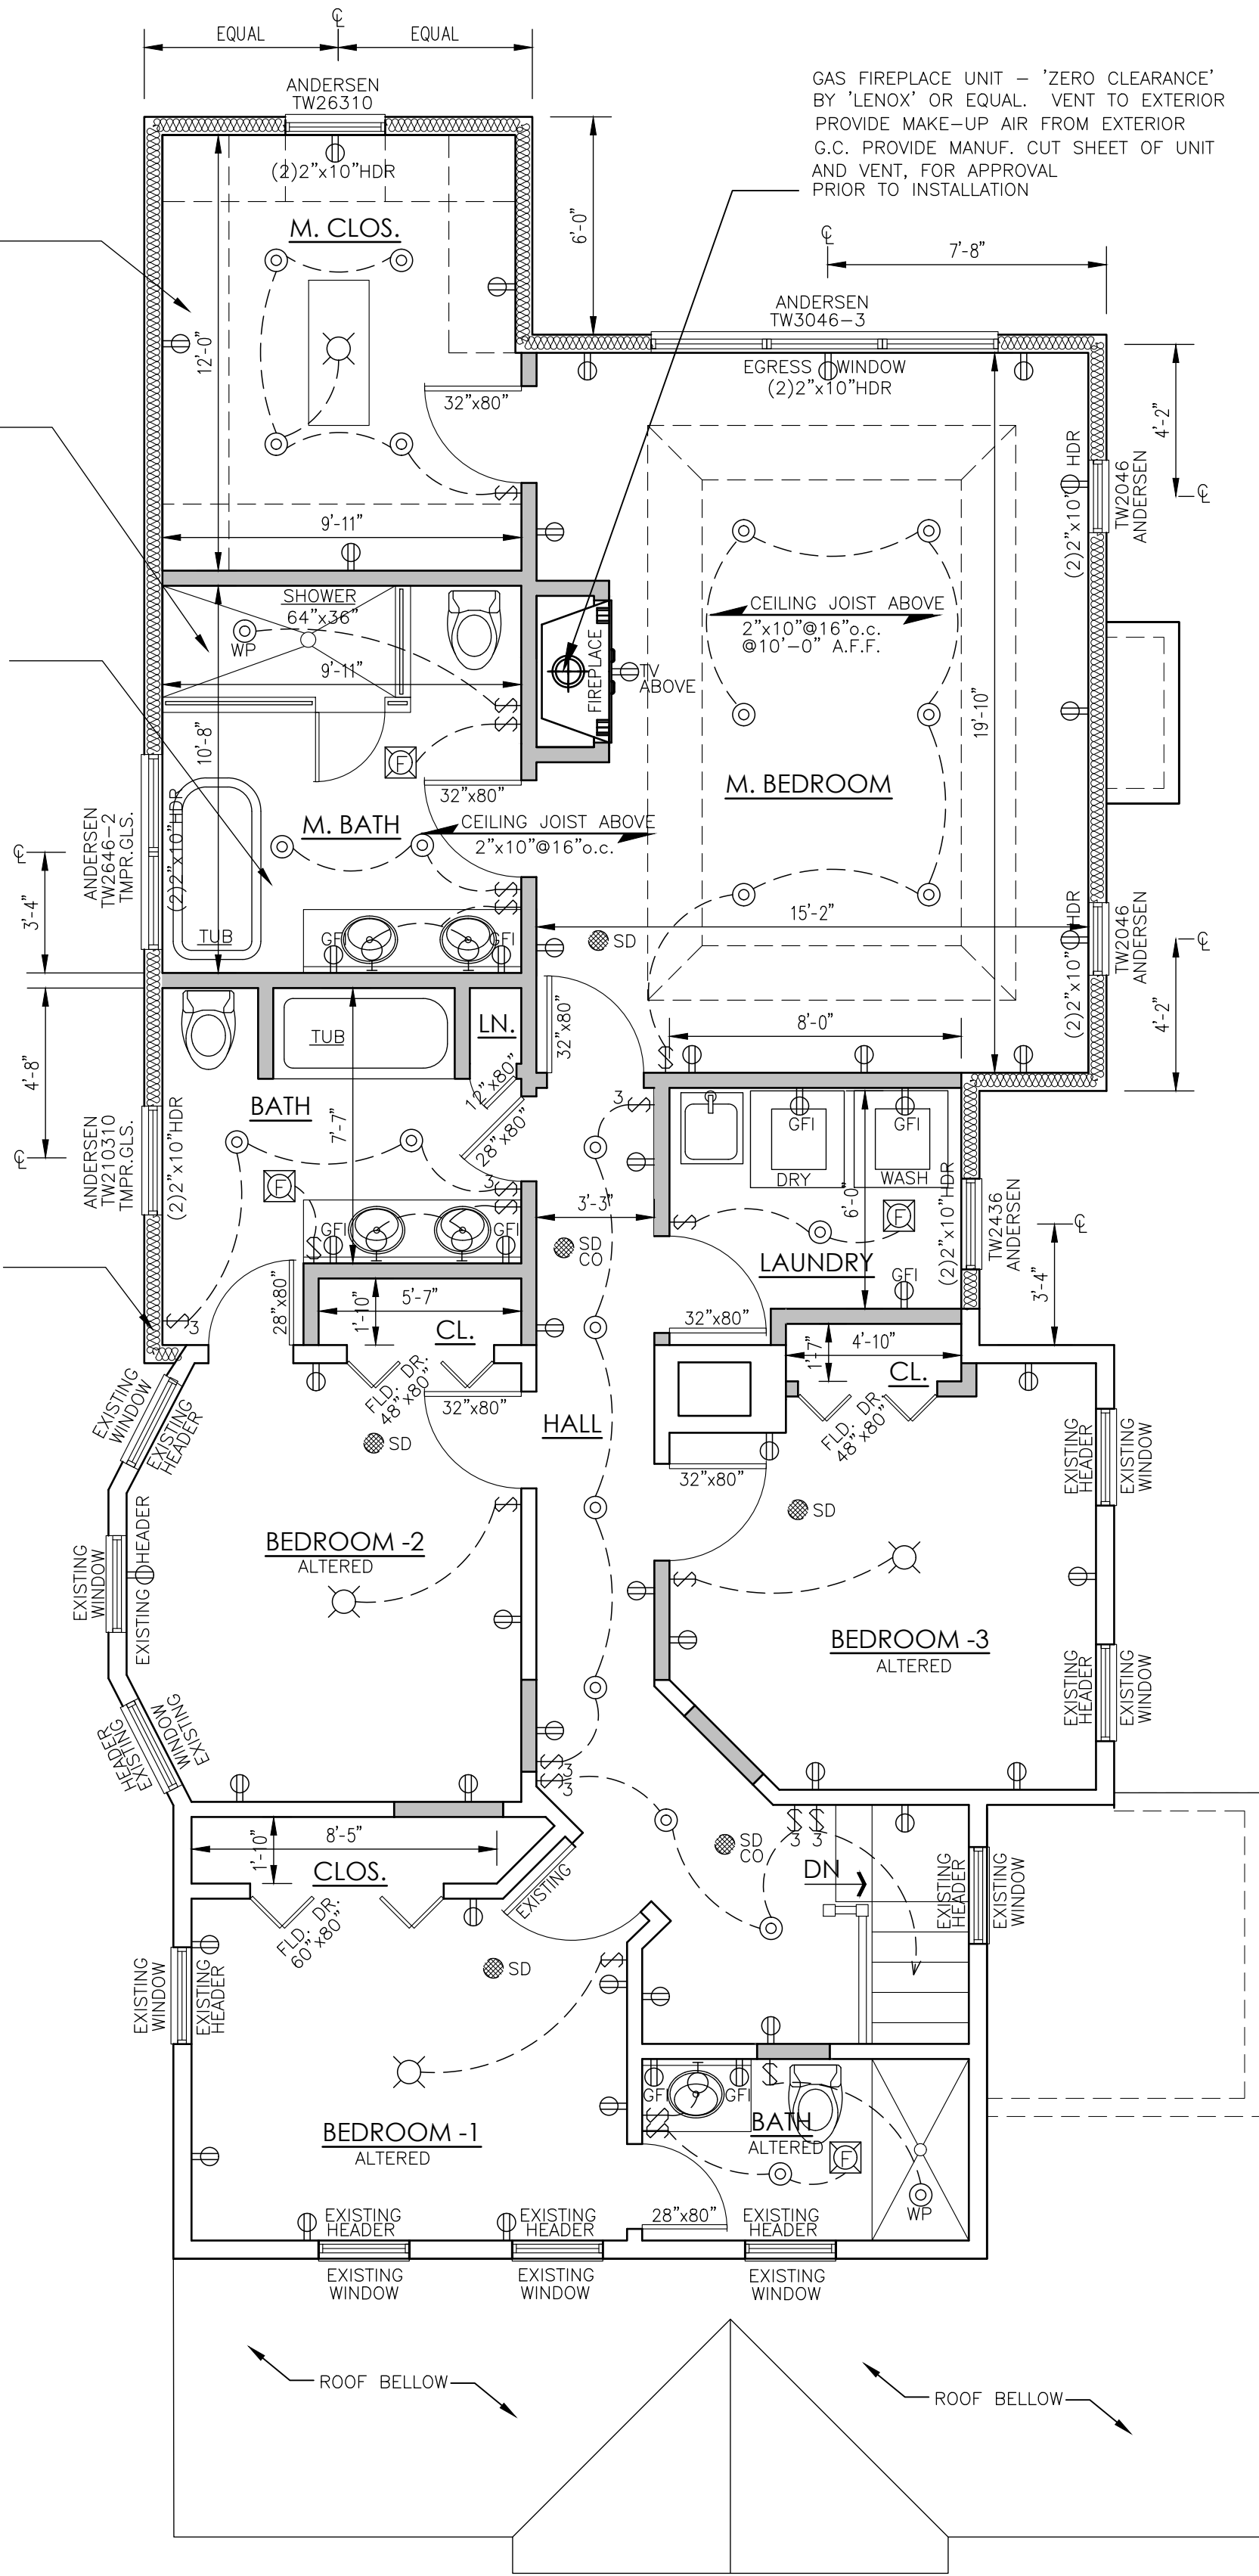 ℄
EQUAL EQUAL
ANDERSEN
TW26310
GAS FIREPLACE UNIT – 'ZERO CLEARANCE'
BY 'LENOX' OR EQUAL. VENT TO EXTERIOR
PROVIDE MAKE–UP AIR FROM EXTERIOR
G.C. PROVIDE MANUF. CUT SHEET OF UNIT
AND VENT, FOR APPROVAL
PRIOR TO INSTALLATION
(2)2"x10"HDR
M. CLOS.
6'-0"
℄
7'-8"
ANDERSEN
TW3046–3
12'-0"
EGRESS WINDOW
(2)2"x10"HDR
32"x80"
4'-2"
℄
(2)2"x10" HDR
TW2046
ANDERSEN
9'-11"
SHOWER
64"x36"
WP
9'-11"
CEILING JOIST ABOVE
2"x10"@16"o.c.
@10'–0" A.F.F.
FIREPLACE
TV
ABOVE
19'-10"
10'-8"
F
32"x80"
M. BEDROOM
ANDERSEN
TW2646–2
TMPR.GLS.
(2)2"x10"HDR
M. BATH
CEILING JOIST ABOVE
2"x10"@16"o.c.
℄
3'-4"
TUB
GFI GFI
15'-2"
SD
(2)2"x10" HDR
TW2046
ANDERSEN
℄
4'-2"
8'-0"
4'-8"
TUB
LN.
32"x80"
12"x80"
BATH
7'-7"
28"x80"
3
3
GFI GFI
DRY WASH
ANDERSEN
TW210310
TMPR.GLS.
(2)2"x10"HDR
℄
F
3'-3"
6'-0"
F
(2)2"x10"HDR
TW2436
ANDERSEN
℄
3'-4"
GFI GFI
SD
CO
LAUNDRY
GFI
28"x80"
3
1'-10"
5'-7"
CL.
32"x80"
1'-7"
4'-10"
CL.
FLD. DR.
48"x80"
32"x80"
FLD. DR.
48"x80"
EXISTING
WINDOW
EXISTING
HEADER
SD
HALL
32"x80"
SD
EXISTING
HEADER
EXISTING
WINDOW
BEDROOM -2
ALTERED
EXISTING
WINDOW
EXISTING HEADER
BEDROOM -3
ALTERED
EXISTING
HEADER
EXISTING
WINDOW
EXISTING
WINDOW
EXISTING
HEADER
3
3
3 3
1'-10"
8'-5"
CLOS.
EXISTING
SD
CO
DN
EXISTING
HEADER
EXISTING
WINDOW
FLD. DR.
60"x80"
SD
EXISTING
WINDOW
EXISTING
HEADER
GFI GFI
BATH
ALTERED
F
WP
BEDROOM -1
ALTERED
28"x80"
EXISTING
HEADER
EXISTING
HEADER
EXISTING
HEADER
EXISTING
WINDOW
EXISTING
WINDOW
EXISTING
WINDOW
ROOF BELLOW
ROOF BELLOW